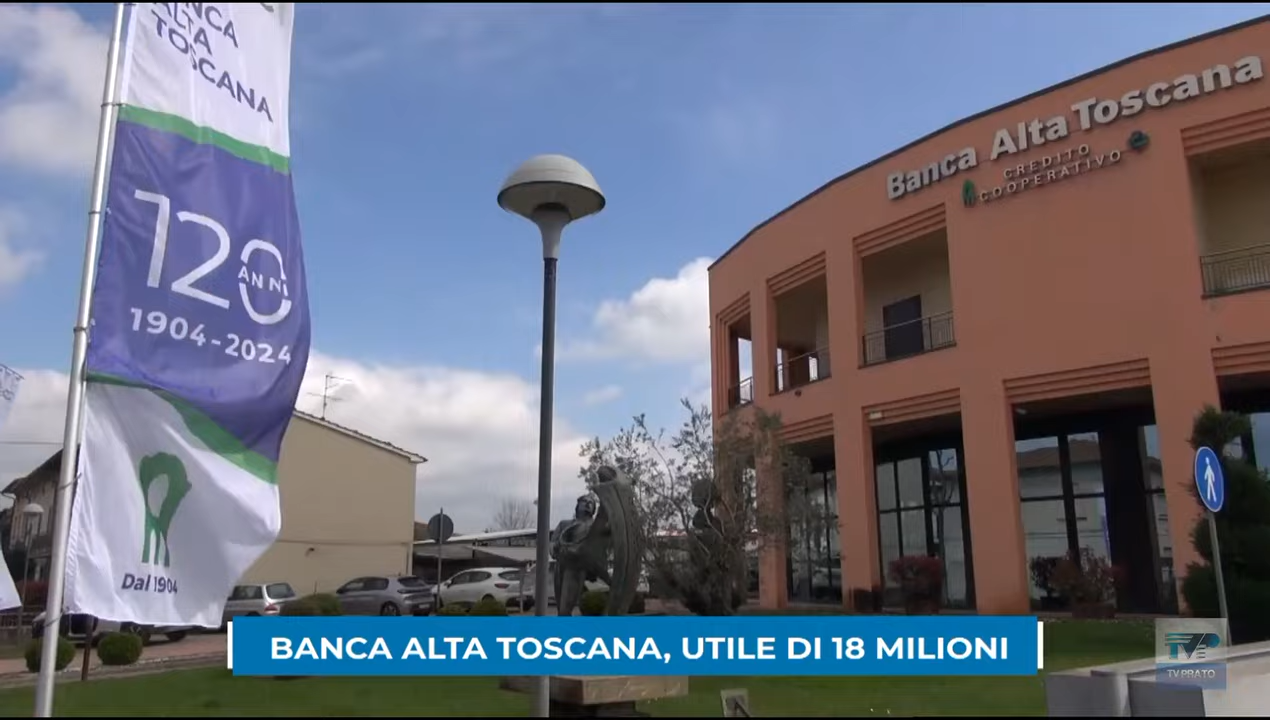 ALTA
TOSCANA
120
ANNI
1904-2024
Dal 1904
Banca Alta Toscana
CREDITO
COOPERATIVO
BANCA ALTA TOSCANA, UTILE DI 18 MILIONI
TVP
TV PRATO